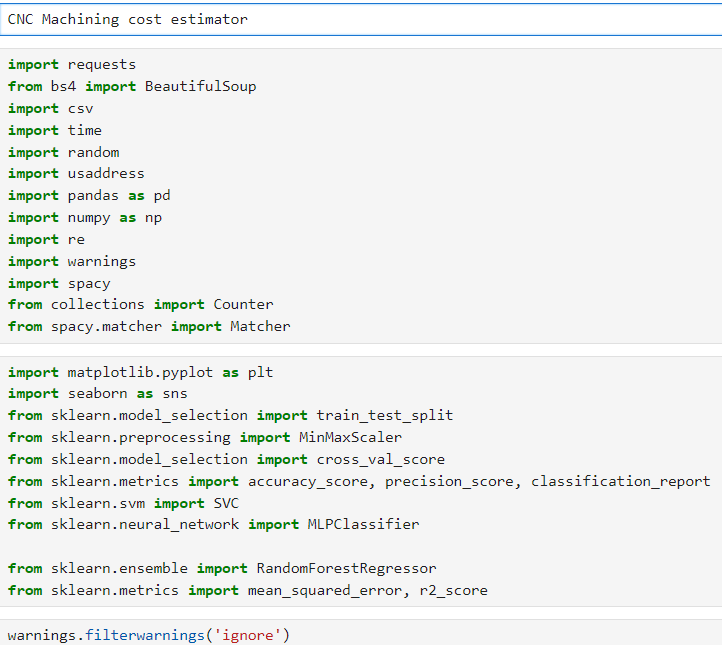 CNC Machining cost estimator
import requests
from bs4 import BeautifulSoup
import csv
import time
import random
import usaddress
import pandas as pd
import numpy as np
import re
import warnings
import spacy
from collections import Counter
from spacy.matcher import Matcher
import matplotlib.pyplot as plt
import seaborn as sns
from sklearn.model_selection import train_test_split
from sklearn.preprocessing import MinMaxScaler
from sklearn.model_selection import cross_val_score
from sklearn.metrics import accuracy_score, precision_score, classification_report
from sklearn.svm import SVC
from sklearn.neural_network import MLPClassifier
from sklearn.ensemble import RandomForestRegressor
from sklearn.metrics import mean_squared_error, r2_score
warnings.filterwarnings('ignore')